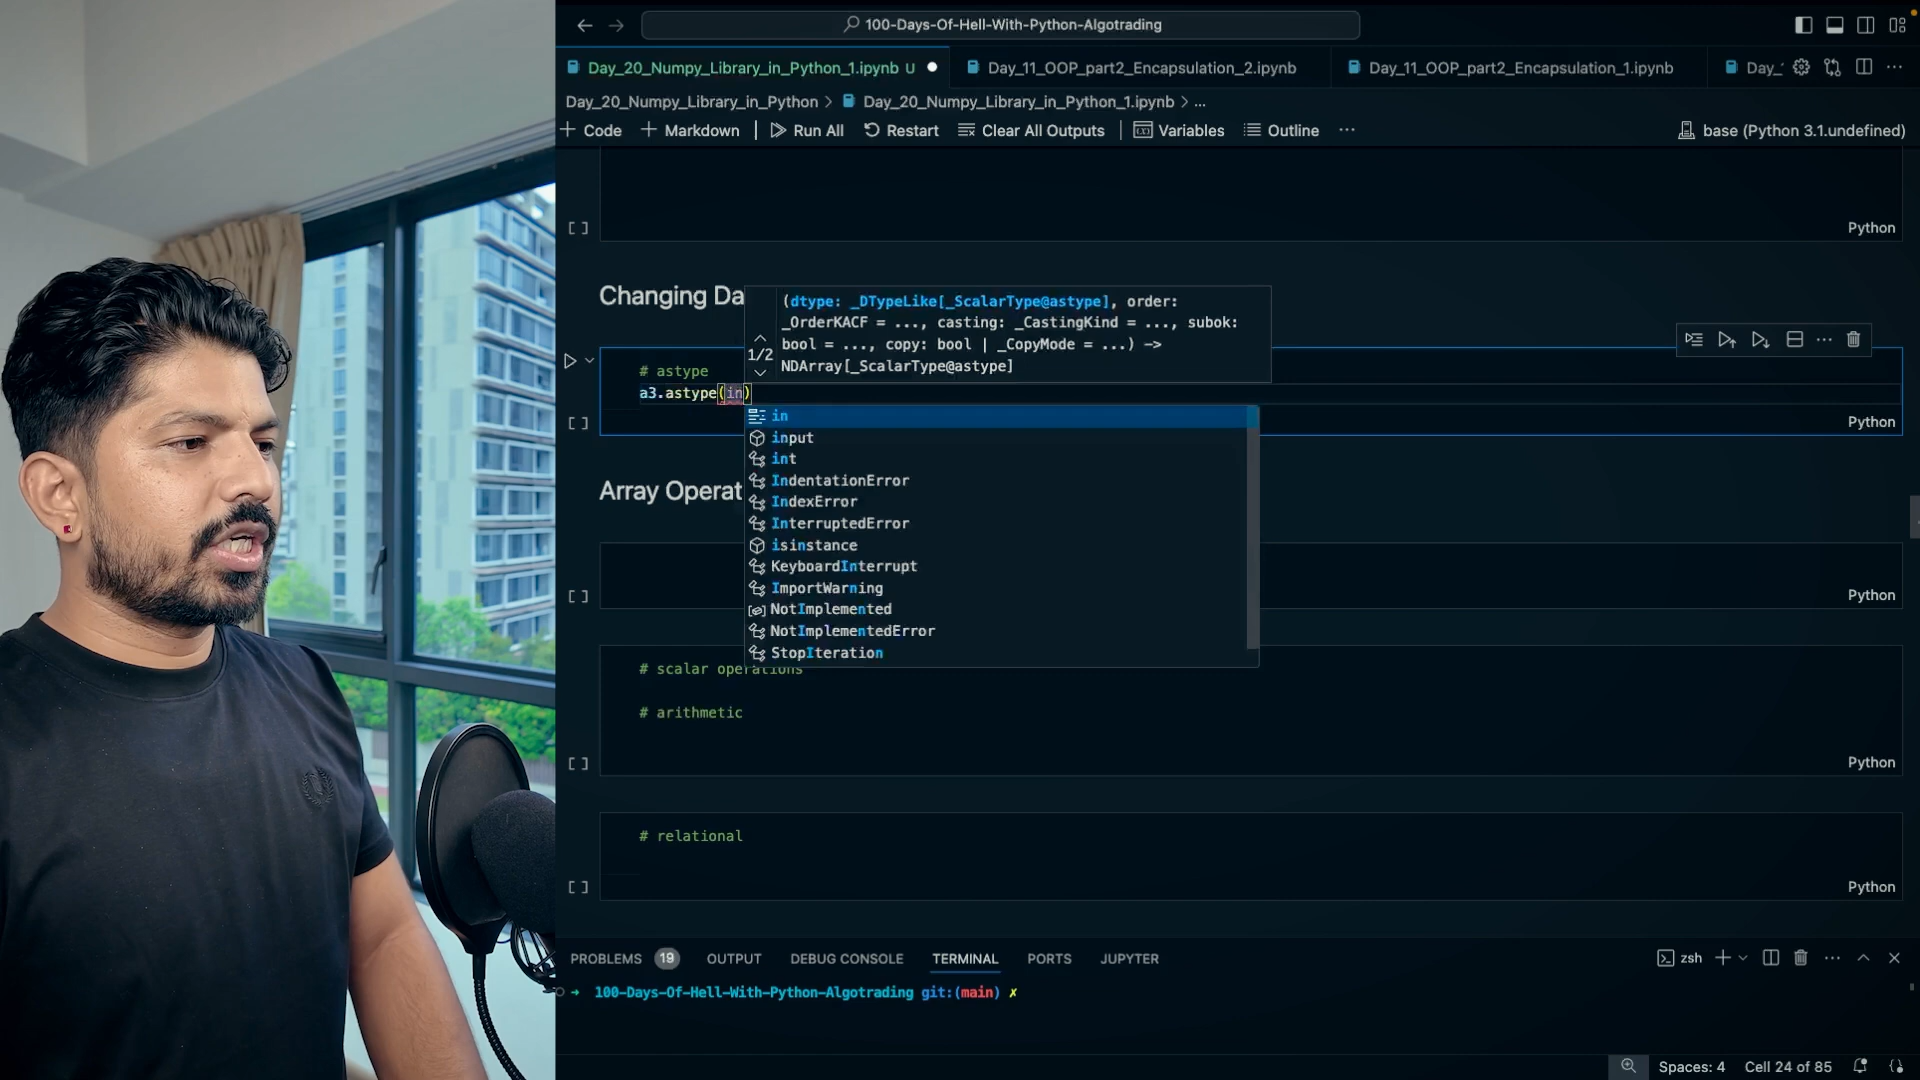 100-Days-Of-Hell-With-Python-Algotrading
Day_20_Numpy_Library_in_Python_1.ipynb U
Day_11_OOP_part2_Encapsulation_2.ipynb
Day_11_OOP_part2_Encapsulation_1.ipynb
Day_
Day_20_Numpy_Library_in_Python > Day_20_Numpy_Library_in_Python_1.ipynb > ...
+ Code + Markdown Run All Restart Clear All Outputs Variables Outline ...
base (Python 3.1.undefined)
[ ]
Python
Changing Da
(dtype: _DTypeLike[_ScalarType@astype], order:
_OrderKACF = ..., casting: _CastingKind = ..., subok:
bool = ..., copy: bool | _CopyMode = ...) ->
NDArray[_ScalarType@astype]
1/2
# astype
a3.astype(in)
[ ]
Python
in
input
int
IndentationError
IndexError
InterruptedError
isinstance
KeyboardInterrupt
ImportWarning
NotImplemented
NotImplementedError
StopIteration
Array Operat
[ ]
Python
# scalar operations
# arithmetic
[ ]
Python
# relational
[ ]
Python
PROBLEMS 19 OUTPUT DEBUG CONSOLE TERMINAL PORTS JUPYTER
zsh
100-Days-Of-Hell-With-Python-Algotrading git:(main) ✗
Spaces: 4 Cell 24 of 85